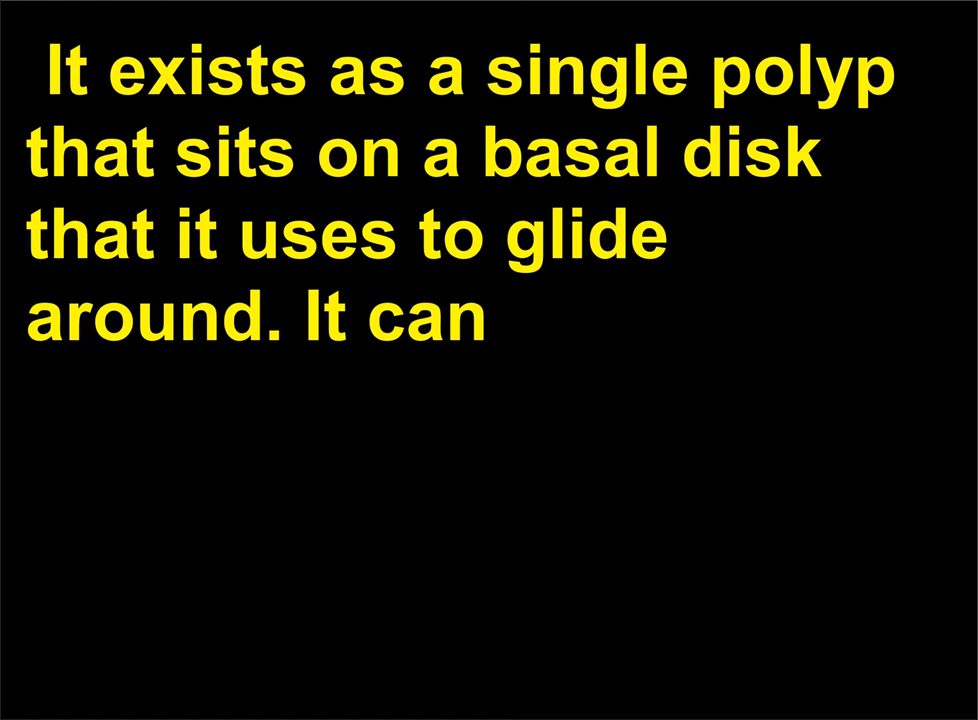 It exists as a single polyp
that sits on a basal disk
that it uses to glide
around. It can